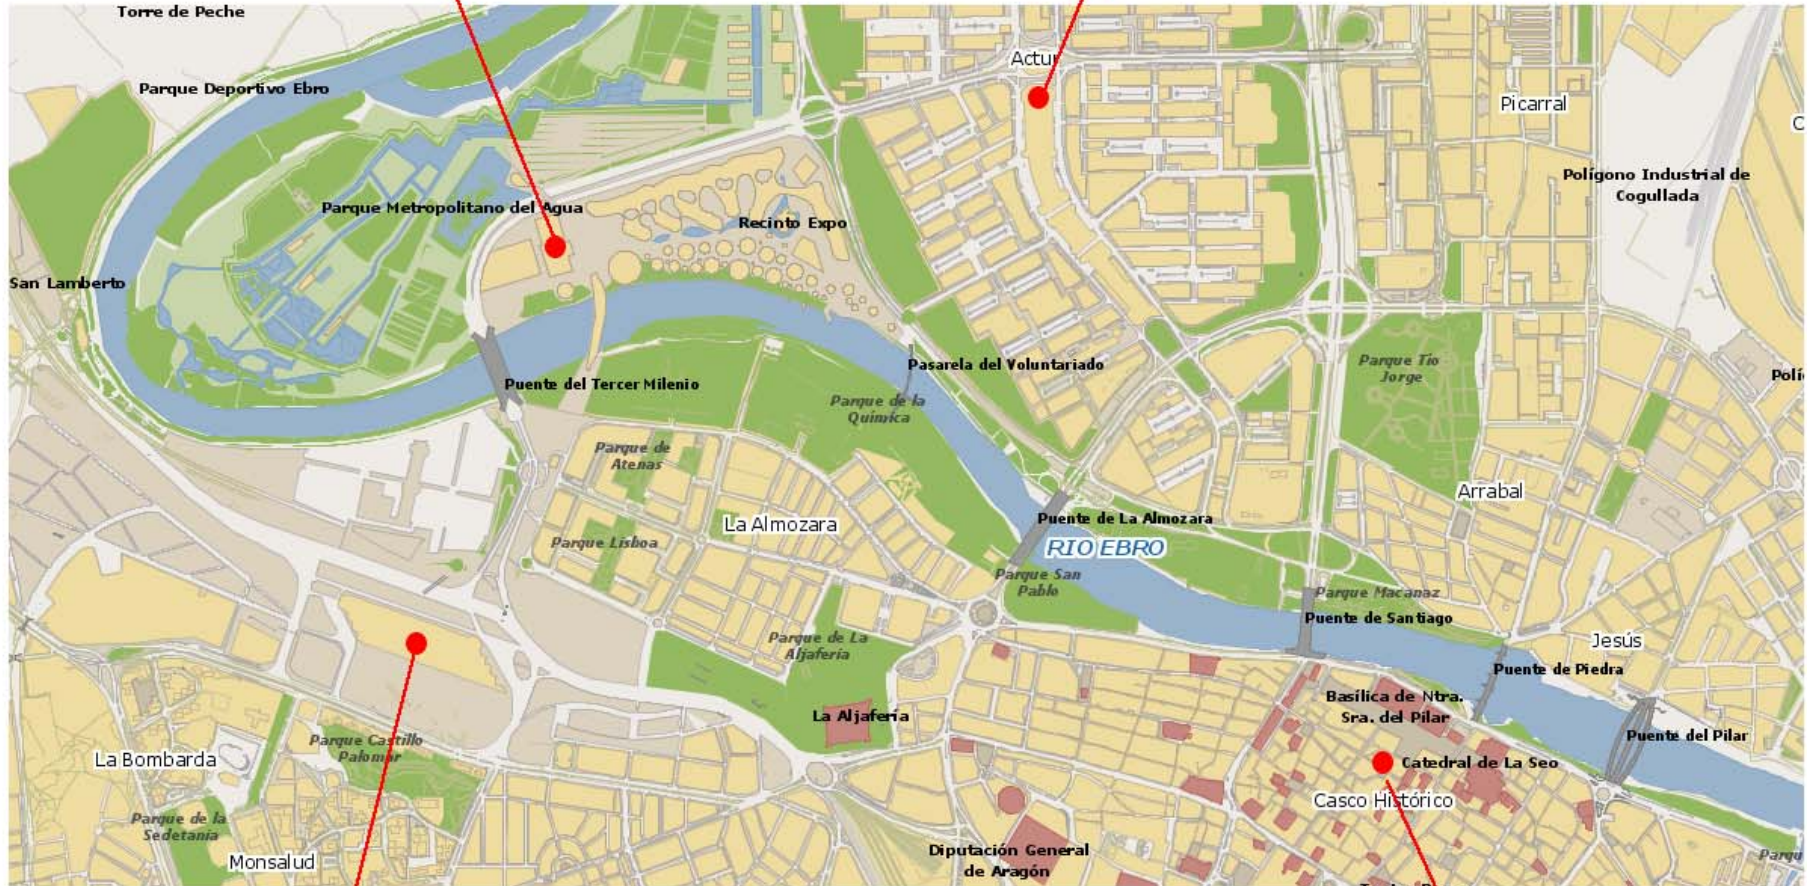 Torre de Peche
Actur
Parque Deportivo Ebro
Picarral
Polígono Industrial de
Cogullada
Parque Metropolitano del Agua
Recinto Expo
San Lamberto
Pasarela del Voluntariado
Parque Tío
Jorge
Puente del Tercer Milenio
Parque de la
Química
Parque de
Atenas
Arrabal
La Almozara
Puente de La Almozara
Parque Lisboa
RIO EBRO
Parque San
Pablo
Parque Macanaz
Puente de Santiago
Parque de La
Aljafería
Jesús
Puente de Piedra
Basílica de Ntra.
Sra. del Pilar
La Aljafería
Puente del Pilar
Parque Castillo
Palomar
La Bombarda
Catedral de La Seo
Casco Histórico
Parque de la
Sedetania
Diputación General
de Aragón
Monsalud